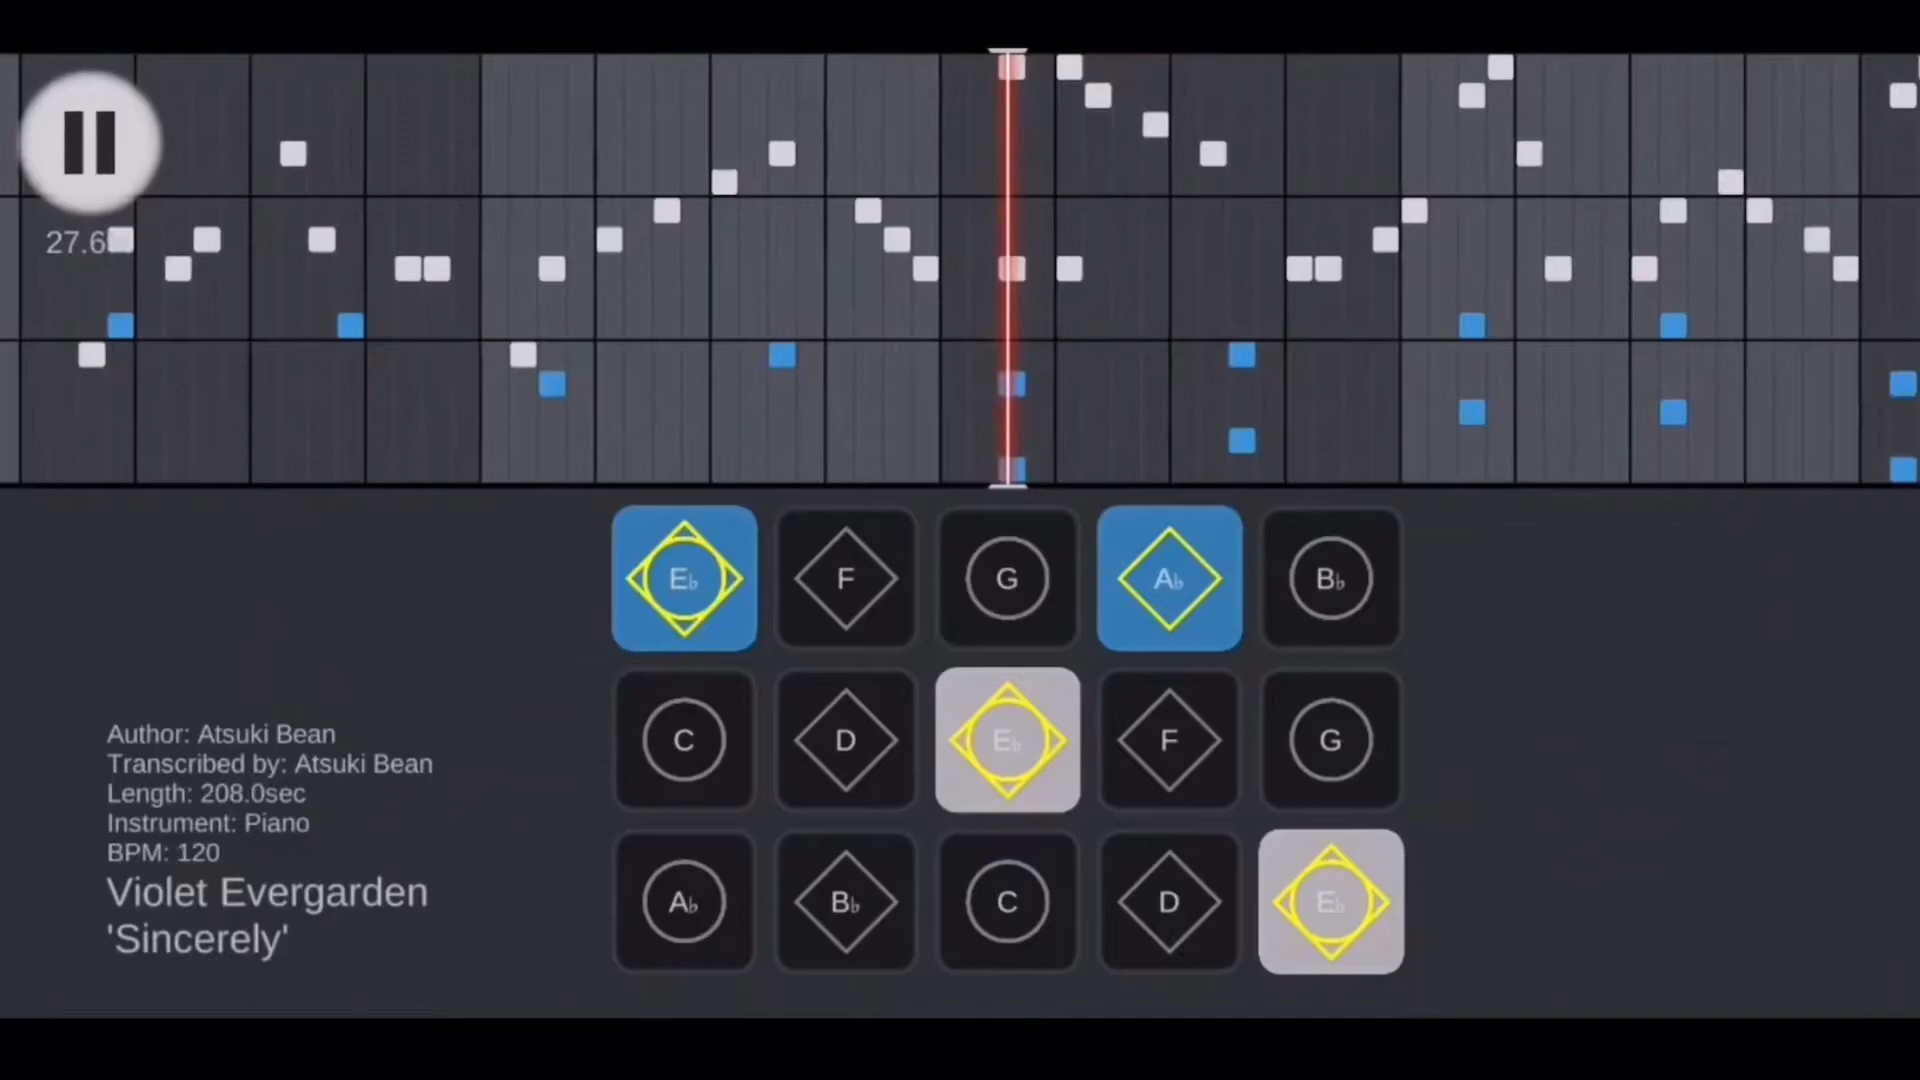 27.6
E♭ F G A♭ B♭
C D E♭ F G
A♭ B♭ C D E♭
Author: Atsuki Bean
Transcribed by: Atsuki Bean
Length: 208.0sec
Instrument: Piano
BPM: 120
Violet Evergarden
'Sincerely'